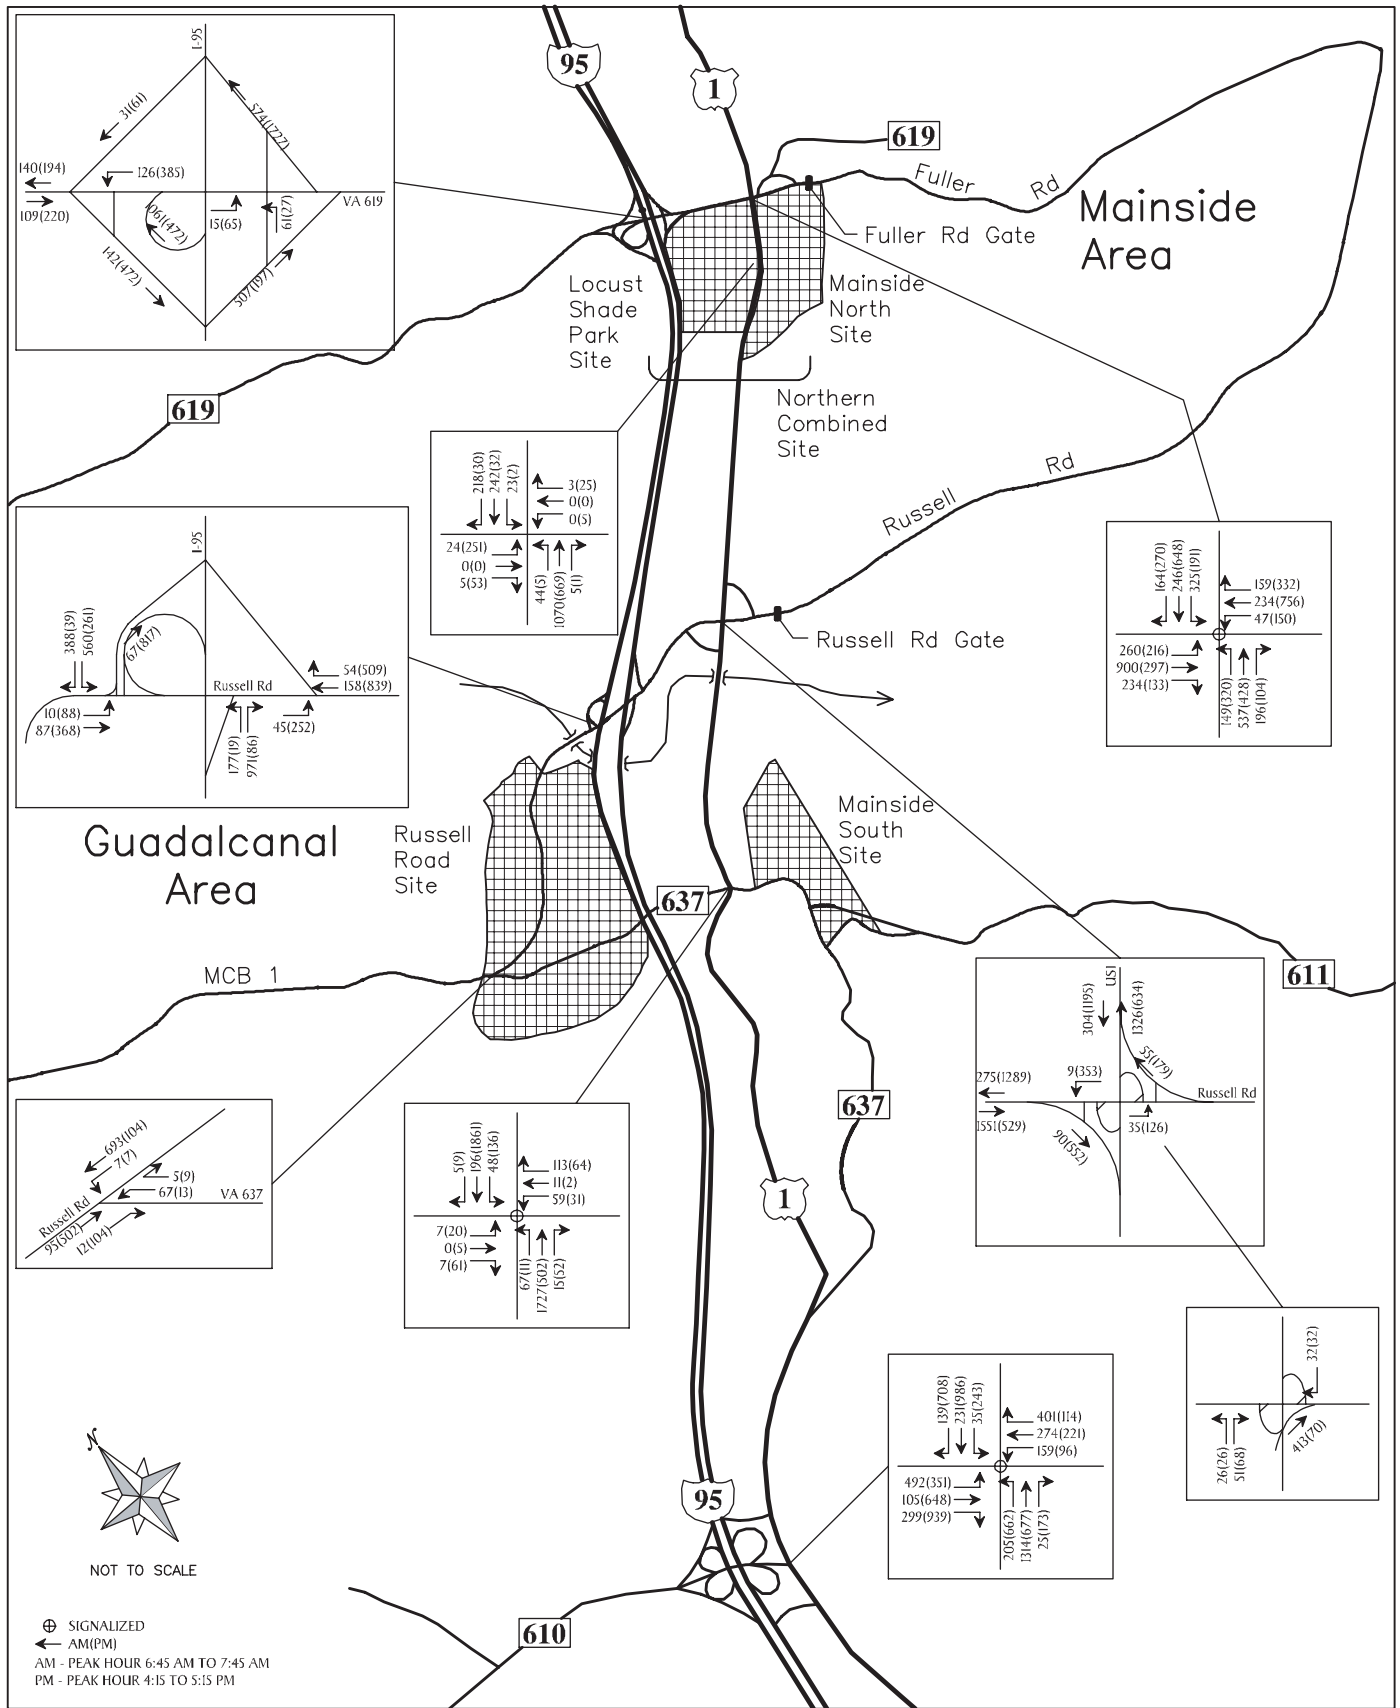 I-95
31(61)
574(1727)
140(194)
126(385)
109(220)
1061(472)
15(65)
61(27)
VA 619
142(472)
507(197)
95
1
619
Fuller Rd
Mainside
Area
Fuller Rd Gate
Locust
Shade
Park
Site
Mainside
North
Site
619
Northern
Combined
Site
218(30)
242(32)
23(2)
3(25)
0(0)
0(5)
24(251)
0(0)
5(53)
44(5)
1070(669)
5(1)
Russell Rd
164(270)
246(648)
325(191)
159(332)
234(756)
47(150)
260(216)
900(297)
234(133)
149(320)
537(428)
196(104)
I-95
388(39)
560(261)
67(817)
Russell Rd
54(509)
158(839)
10(88)
87(368)
177(19)
971(86)
45(252)
Russell Rd Gate
Guadalcanal
Area
Russell
Road
Site
Mainside
South
Site
637
MCB 1
611
US1
304(1195)
1326(634)
55(179)
275(1289)
9(353)
Russell Rd
1551(529)
35(126)
90(552)
637
693(104)
7(7)
5(9)
67(13)
VA 637
Russell Rd
95(502)
12(104)
5(9)
196(1861)
48(136)
113(64)
11(2)
59(31)
7(20)
0(5)
7(61)
67(11)
1727(502)
15(52)
1
32(32)
26(26)
51(68)
413(70)
139(708)
231(986)
35(243)
401(114)
274(221)
159(96)
492(351)
105(648)
299(939)
205(662)
1314(677)
25(173)
95
N
NOT TO SCALE
610
SIGNALIZED
AM(PM)
AM - PEAK HOUR 6:45 AM TO 7:45 AM
PM - PEAK HOUR 4:15 TO 5:15 PM